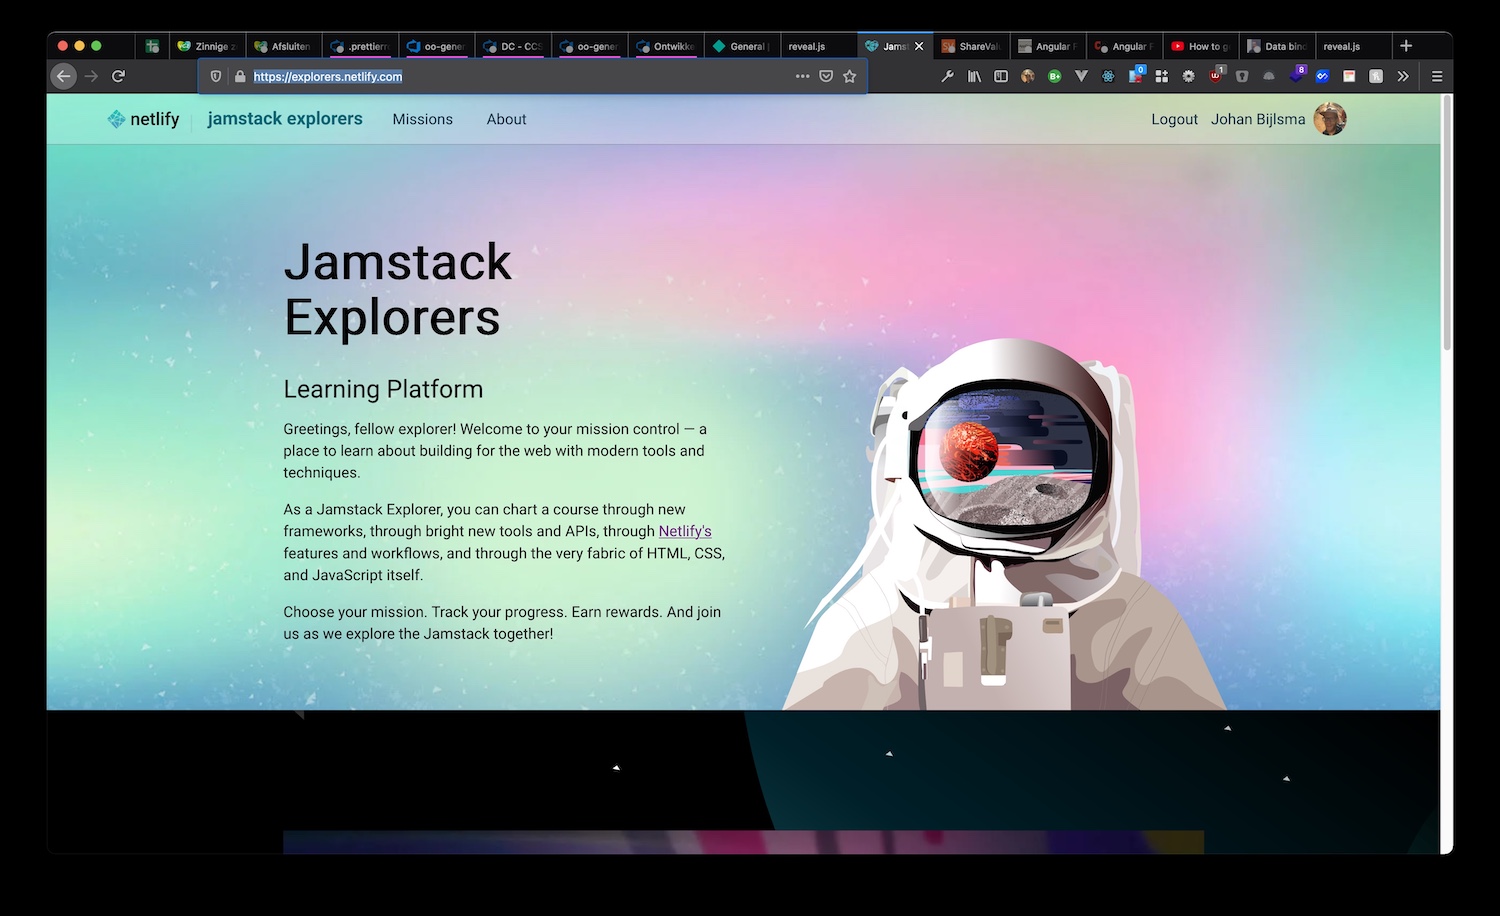 Zinnige z
Afsluiten
.prettierr
oo-gener
DC - CCS
oo-gener
Ontwikke
General |
reveal.js
Jamst
ShareValu
Angular F
Angular F
How to g
Data bind
reveal.js
https://explorers.netlify.com
0
1
8
netlify
jamstack explorers
Missions
About
Logout
Johan Bijlsma
Jamstack
Explorers
Learning Platform
Greetings, fellow explorer! Welcome to your mission control — a
place to learn about building for the web with modern tools and
techniques.
As a Jamstack Explorer, you can chart a course through new
frameworks, through bright new tools and APIs, through Netlify's
features and workflows, and through the very fabric of HTML, CSS,
and JavaScript itself.
Choose your mission. Track your progress. Earn rewards. And join
us as we explore the Jamstack together!